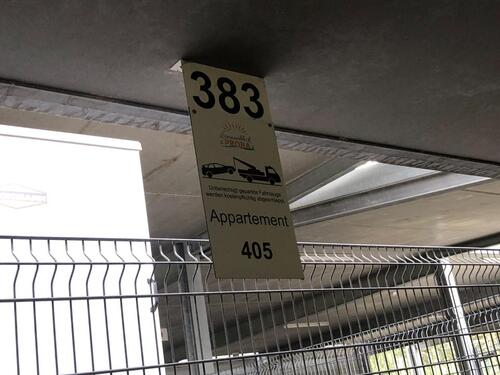 383
PRORA
Unberechtigt geparkte Fahrzeuge
werden kostenpflichtig abgeschleppt
Appartement
405